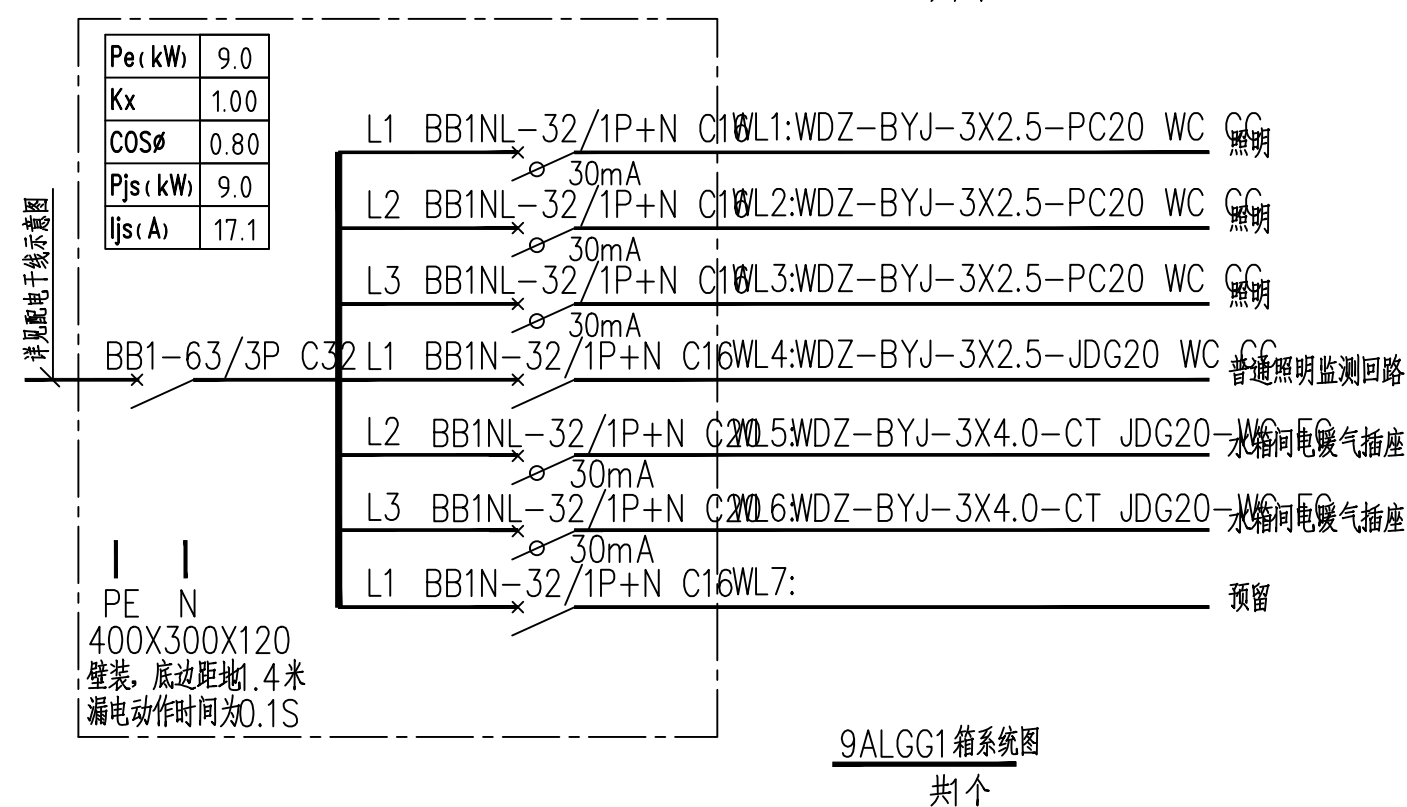 Pe(kW) 9.0
Kx 1.00
COSø 0.80
Pjs(kW) 9.0
Ijs(A) 17.1
详见配电干线示意图
BB1-63/3P C32
L1 BB1NL-32/1P+N C16 WL1:WDZ-BYJ-3X2.5-PC20 WC CC 照明
30mA
L2 BB1NL-32/1P+N C16 WL2:WDZ-BYJ-3X2.5-PC20 WC CC 照明
30mA
L3 BB1NL-32/1P+N C16 WL3:WDZ-BYJ-3X2.5-PC20 WC CC 照明
30mA
L1 BB1N-32/1P+N C16 WL4:WDZ-BYJ-3X2.5-JDG20 WC CC 普通照明监测回路
L2 BB1NL-32/1P+N C20 WL5:WDZ-BYJ-3X4.0-CT JDG20-WC FC 水箱间电暖气插座
30mA
L3 BB1NL-32/1P+N C20 WL6:WDZ-BYJ-3X4.0-CT JDG20-WC FC 水箱间电暖气插座
30mA
L1 BB1N-32/1P+N C16 WL7: 预留
PE N
400X300X120
壁装，底边距地1.4米
漏电动作时间为0.1S
9ALGG1箱系统图
共1个